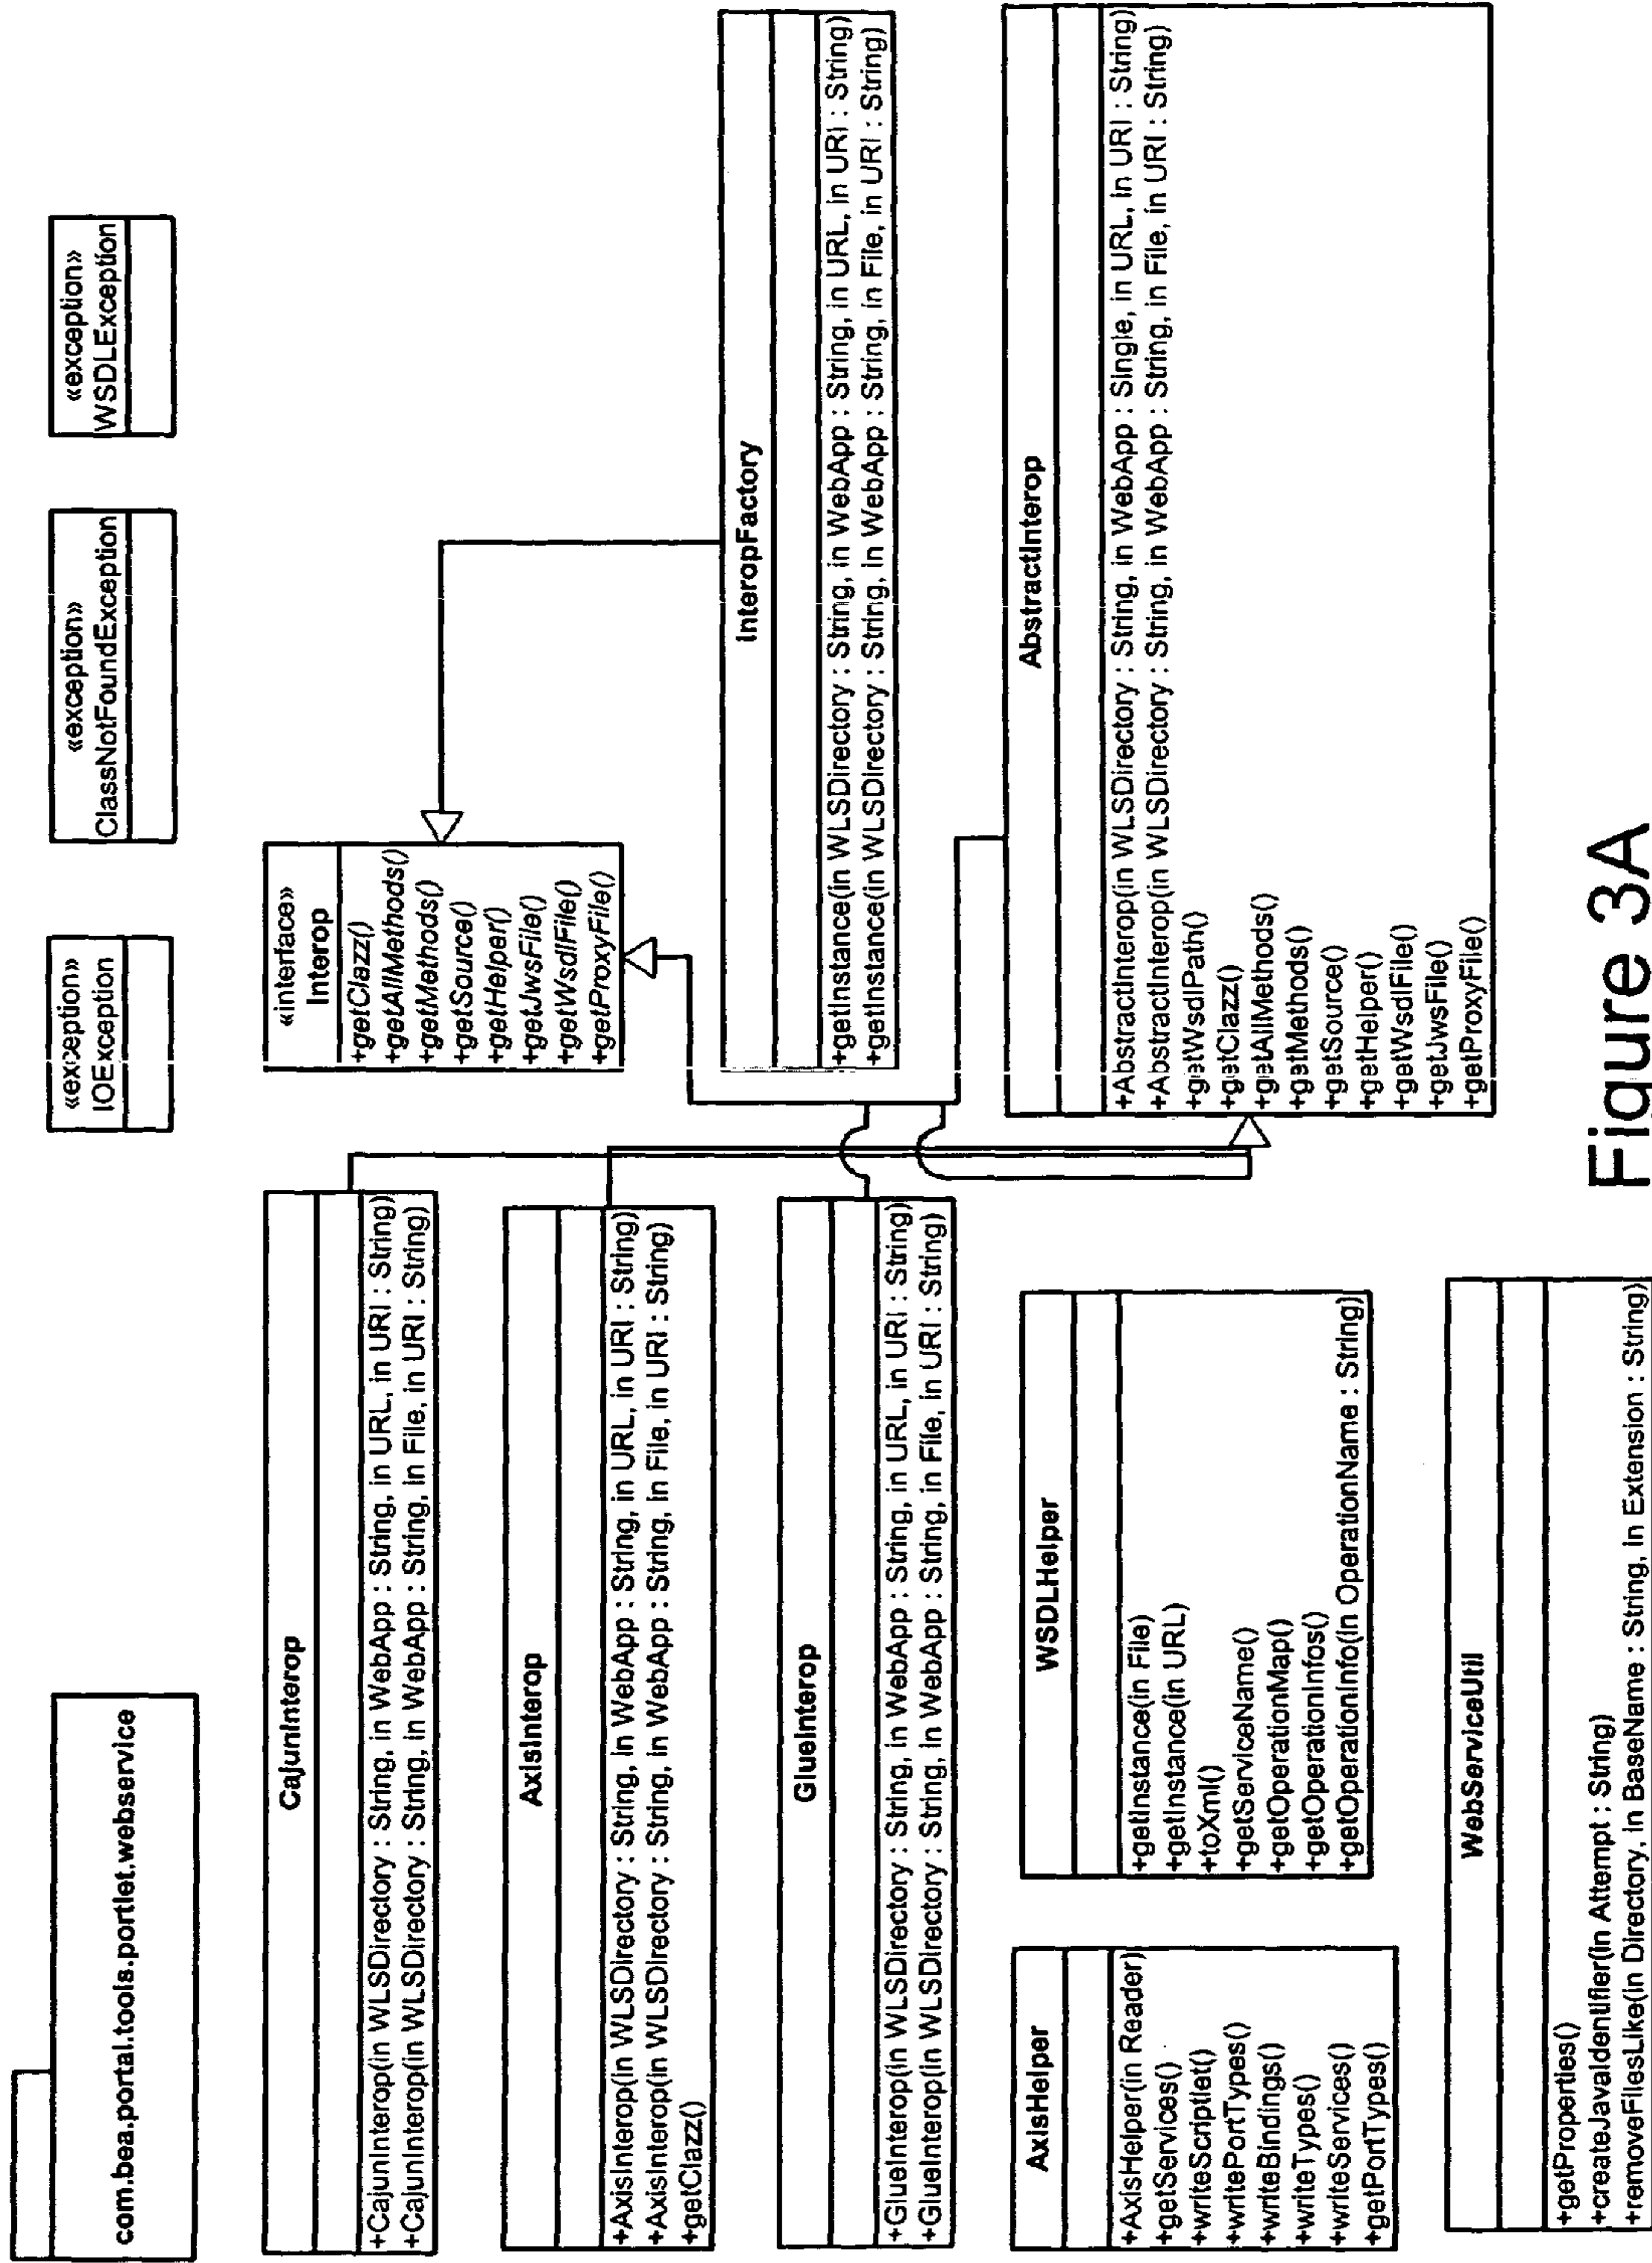 com.bea.portal.tools.portlet.webservice
«exception»
IOException
«exception»
ClassNotFoundException
«exception»
WSDLException
CajunInterop
+CajunInterop(in WLSDirectory : String, in WebApp : String, in URL, in URI : String)
+CajunInterop(in WLSDirectory : String, in WebApp : String, in File, in URI : String)
«interface»
Interop
+getClazz()
+getAllMethods()
+getMethods()
+getSource()
+getHelper()
+getJwsFile()
+getWsdlFile()
+getProxyFile()
AxisInterop
+AxisInterop(in WLSDirectory : String, in WebApp : String, in URL, in URI : String)
+AxisInterop(in WLSDirectory : String, in WebApp : String, in File, in URI : String)
+getClazz()
InteropFactory
+getInstance(in WLSDirectory : String, in WebApp : String, in URL, in URI : String)
+getInstance(in WLSDirectory : String, in WebApp : String, in File, in URI : String)
GlueInterop
+GlueInterop(in WLSDirectory : String, in WebApp : String, in URL, in URI : String)
+GlueInterop(in WLSDirectory : String, in WebApp : String, in File, in URI : String)
AbstractInterop
+AbstractInterop(in WLSDirectory : String, in WebApp : Single, in URL, in URI : String)
+AbstractInterop(in WLSDirectory : String, in WebApp : String, in File, in URI : String)
+getWsdlPath()
+getClazz()
+getAllMethods()
+getMethods()
+getSource()
+getHelper()
+getWsdlFile()
+getJwsFile()
+getProxyFile()
AxisHelper
+AxisHelper(in Reader)
+getServices()
+writeScriptlet()
+writePortTypes()
+writeBindings()
+writeTypes()
+writeServices()
+getPortTypes()
WSDLHelper
+getInstance(in File)
+getInstance(in URL)
+toXml()
+getServiceName()
+getOperationMap()
+getOperationInfos()
+getOperationInfo(in OperationName : String)
WebServiceUtil
+getProperties()
+createJavaIdentifier(in Attempt : String)
+removeFilesLike(in Directory, in BaseName : String, in Extension : String)
Figure 3A